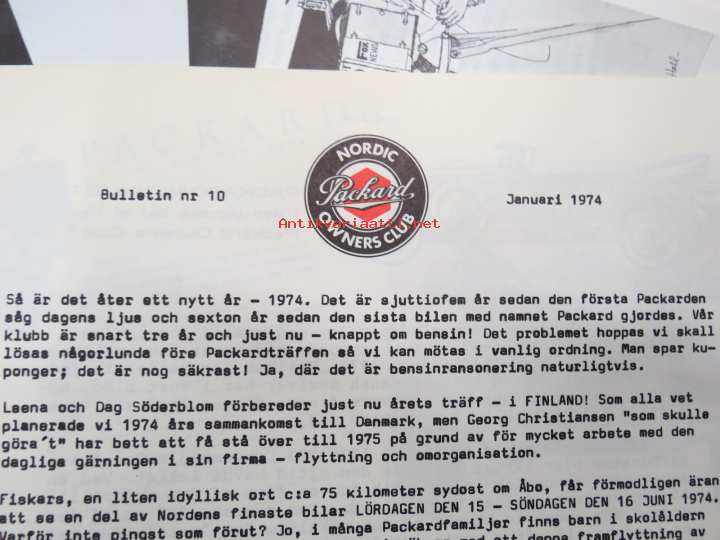 Fox
NEWS
Hall
Bulletin nr 10
NORDIC
Packard
OWNERS CLUB
Januari 1974
Antikvariaatti.net
Så är det åter ett nytt år - 1974. Det är sjuttiofem år sedan den första Packarden
såg dagens ljus och sexton år sedan den sista bilen med namnet Packard gjordes. Vår
klubb är snart tre år och just nu - knappt om bensin! Det problemet hoppas vi skall
lösas någorlunda före Packardträffen så vi kan mötas i vanlig ordning. Man spar ku-
ponger; det är nog säkrast! Ja, där det är bensinransonering naturligtvis.
Leena och Dag Söderblom förbereder just nu årets träff - i FINLAND! Som alla vet
planerade vi 1974 års sammankomst till Danmark, men Georg Christiansen "som skulle
göra't" har bett att få stå över till 1975 på grund av för mycket arbete med den
dagliga gärningen i sin firma - flyttning och omorganisation.
Fiskars, en liten idyllisk ort c:a 75 kilometer sydost om Åbo, får förmodligen äran
att se en del av Nordens finaste bilar LÖRDAGEN DEN 15 - SÖNDAGEN DEN 16 JUNI 1974.
Varför inte pingst som förut? Jo, i många Packardfamiljer finns barn i skolåldern
med att denna framflyttning av